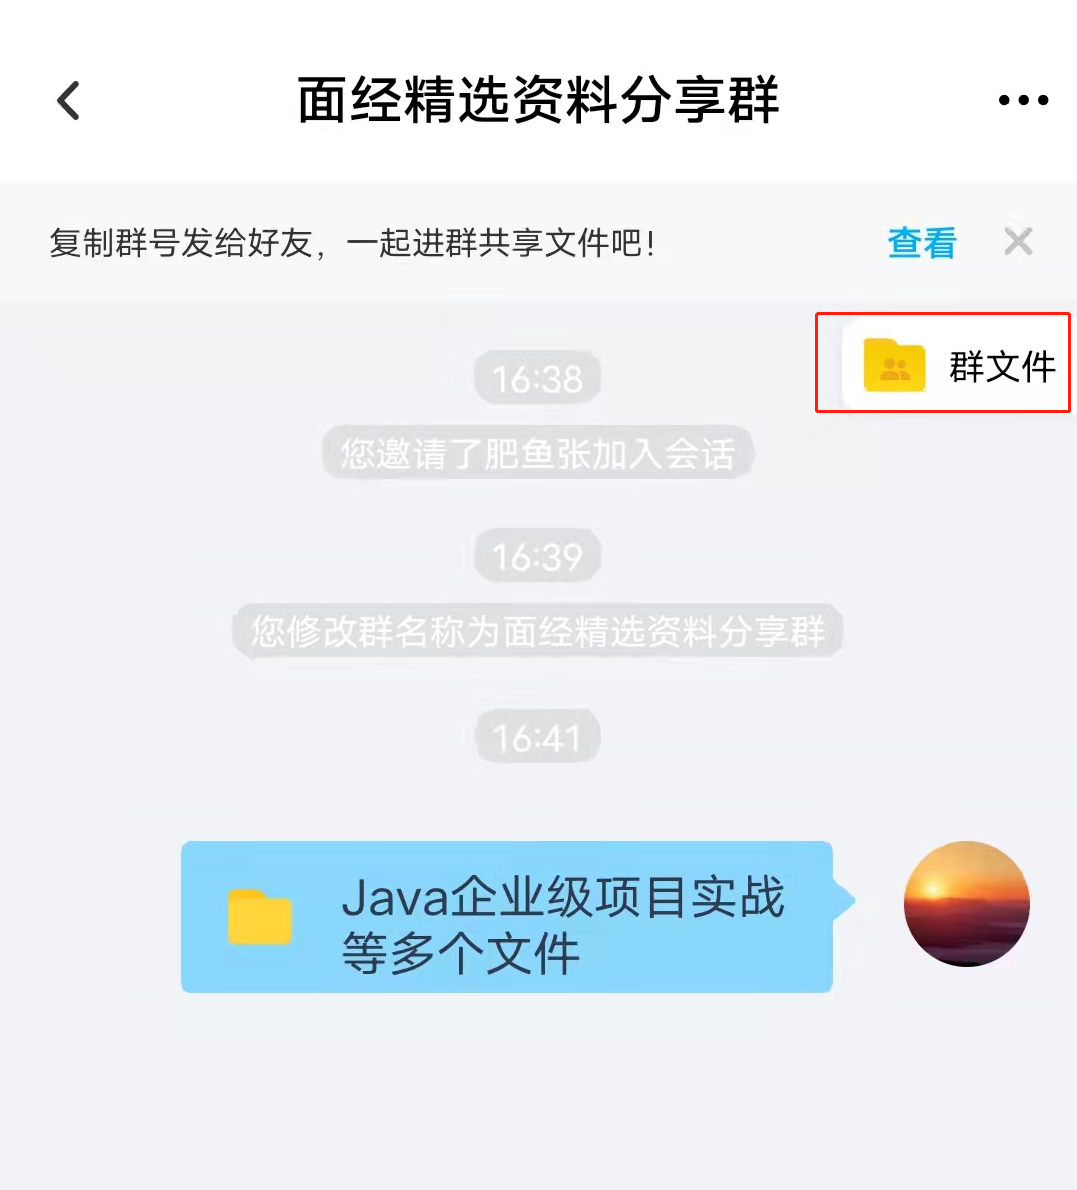 面经精选资料分享群
复制群号发给好友，一起进群共享文件吧！
查看
群文件
16:38
您邀请了肥鱼张加入会话
16:39
您修改群名称为面经精选资料分享群
16:41
Java企业级项目实战
等多个文件